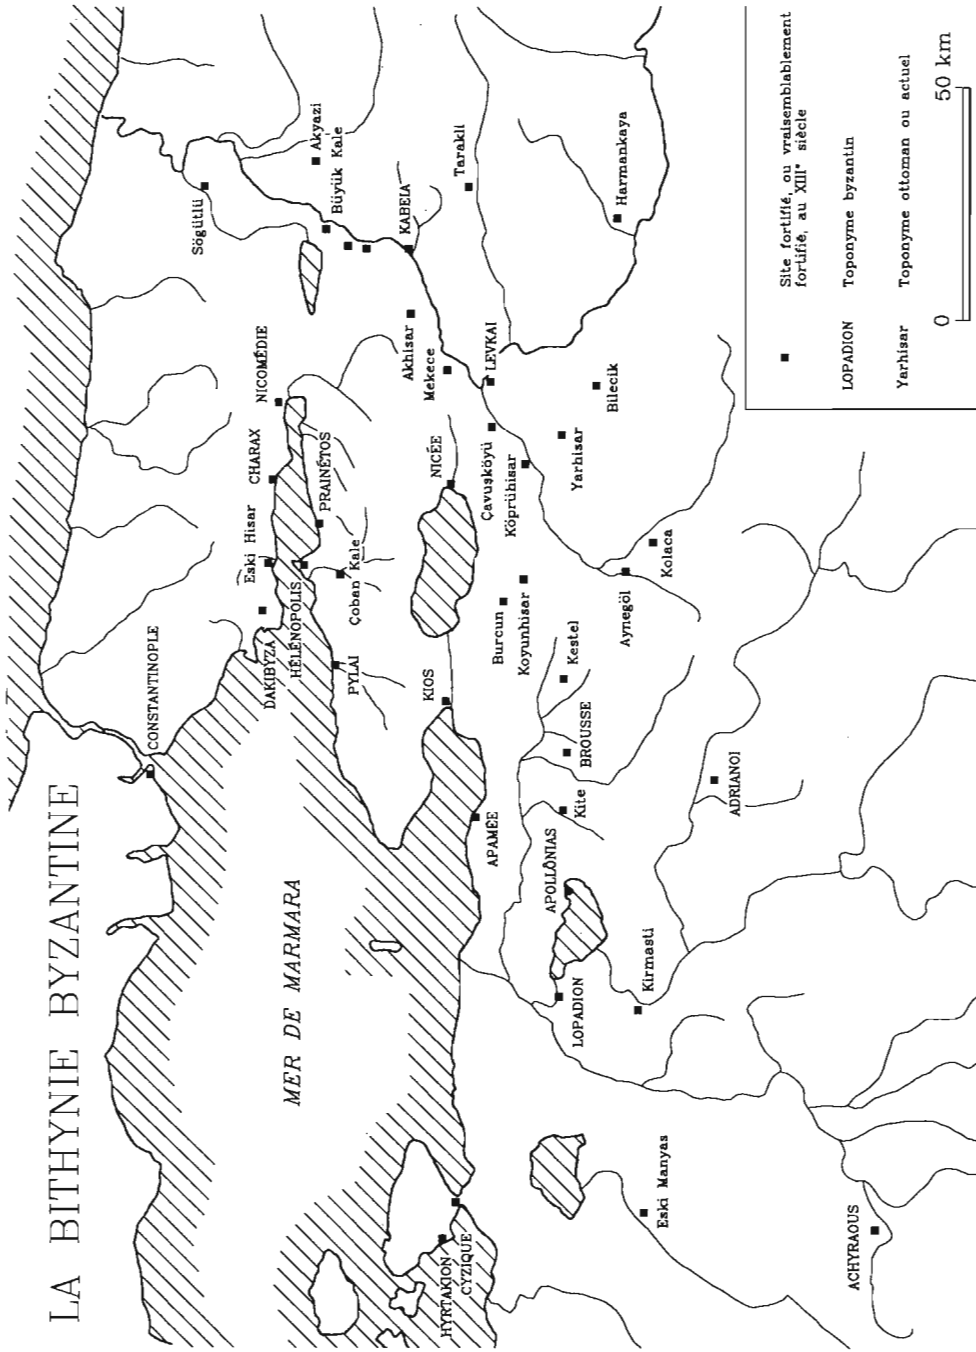 LA BITHYNIE BYZANTINE
CONSTANTINOPLE
MER DE MARMARA
Söğütlü
Akyazi
Büyük Kale
KABEIA
Tarakli
Harmankaya
NICOMÉDIE
CHARAX
Eski Hisar
DAKIBYZA
HÉLÉNOPOLIS
PRAINÉTOS
Çoban Kale
PYLAI
KIOS
NICÉE
Akhisar
Mekece
LEVKAI
Çavuşköyü
Köprühisar
Yarhisar
Bilecik
Burcun
Koyunhisar
Kestel
Aynegöl
Kolaca
BROUSSE
Kite
APAMÉE
APOLLÔNIAS
LOPADION
Kirmasti
ADRIANOI
HYRTAKION
CYZIQUE
Eski Manyas
ACHYRAOUS
Site fortifié, ou vraisemblablement
fortifié, au XIIIe siècle
LOPADION Toponyme byzantin
Yarhisar Toponyme ottoman ou actuel
0 50 km